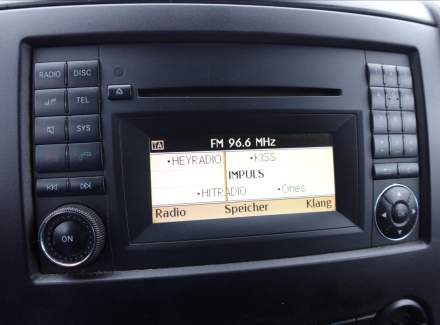 RADIO DISC
TEL
SYS
ON
TA FM 96.6 MHz
•HEYRADIO •KISS
IMPULS
•HITRADIO •Ones
Radio Speicher Klang